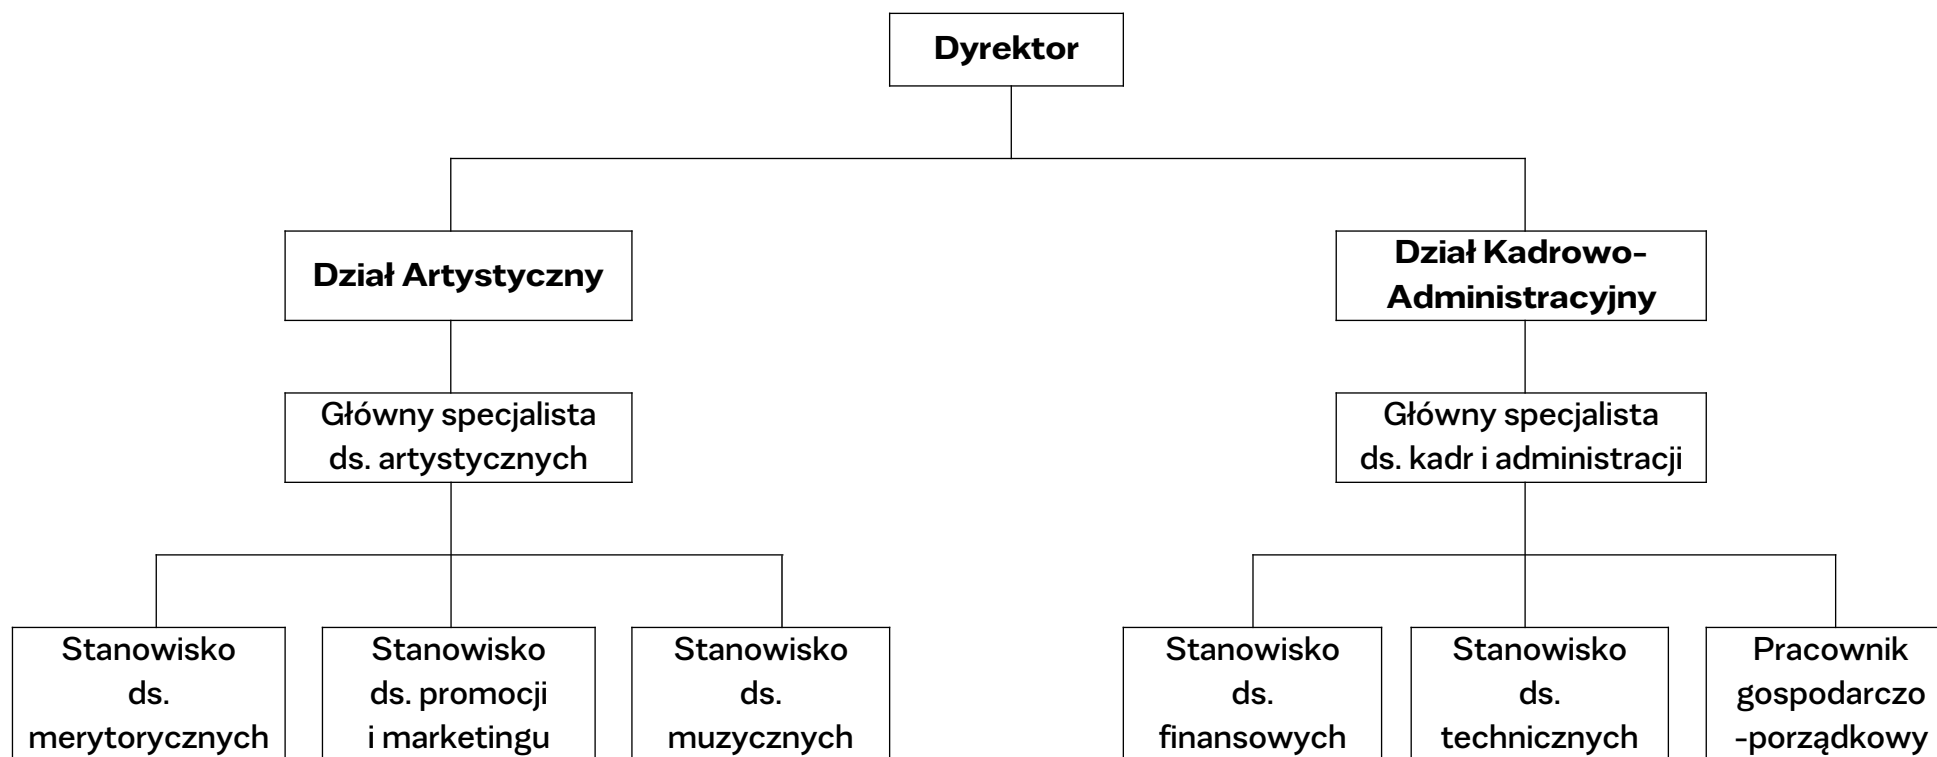 Dyrektor
Dział Artystyczny
Dział Kadrowo-
Administracyjny
Główny specjalista
ds. artystycznych
Główny specjalista
ds. kadr i administracji
Stanowisko
ds.
merytorycznych
Stanowisko
ds. promocji
i marketingu
Stanowisko
ds.
muzycznych
Stanowisko
ds.
finansowych
Stanowisko
ds.
technicznych
Pracownik
gospodarczo
-porządkowy